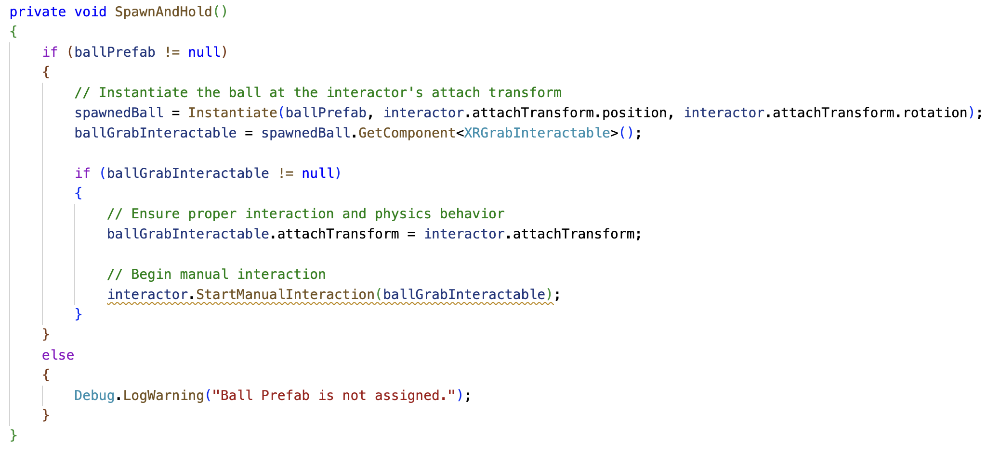 private void SpawnAndHold()
{
    if (ballPrefab != null)
    {
        // Instantiate the ball at the interactor's attach transform
        spawnedBall = Instantiate(ballPrefab, interactor.attachTransform.position, interactor.attachTransform.rotation);
        ballGrabInteractable = spawnedBall.GetComponent<XRGrabInteractable>();

        if (ballGrabInteractable != null)
        {
            // Ensure proper interaction and physics behavior
            ballGrabInteractable.attachTransform = interactor.attachTransform;

            // Begin manual interaction
            interactor.StartManualInteraction(ballGrabInteractable);
        }
    }
    else
    {
        Debug.LogWarning("Ball Prefab is not assigned.");
    }
}